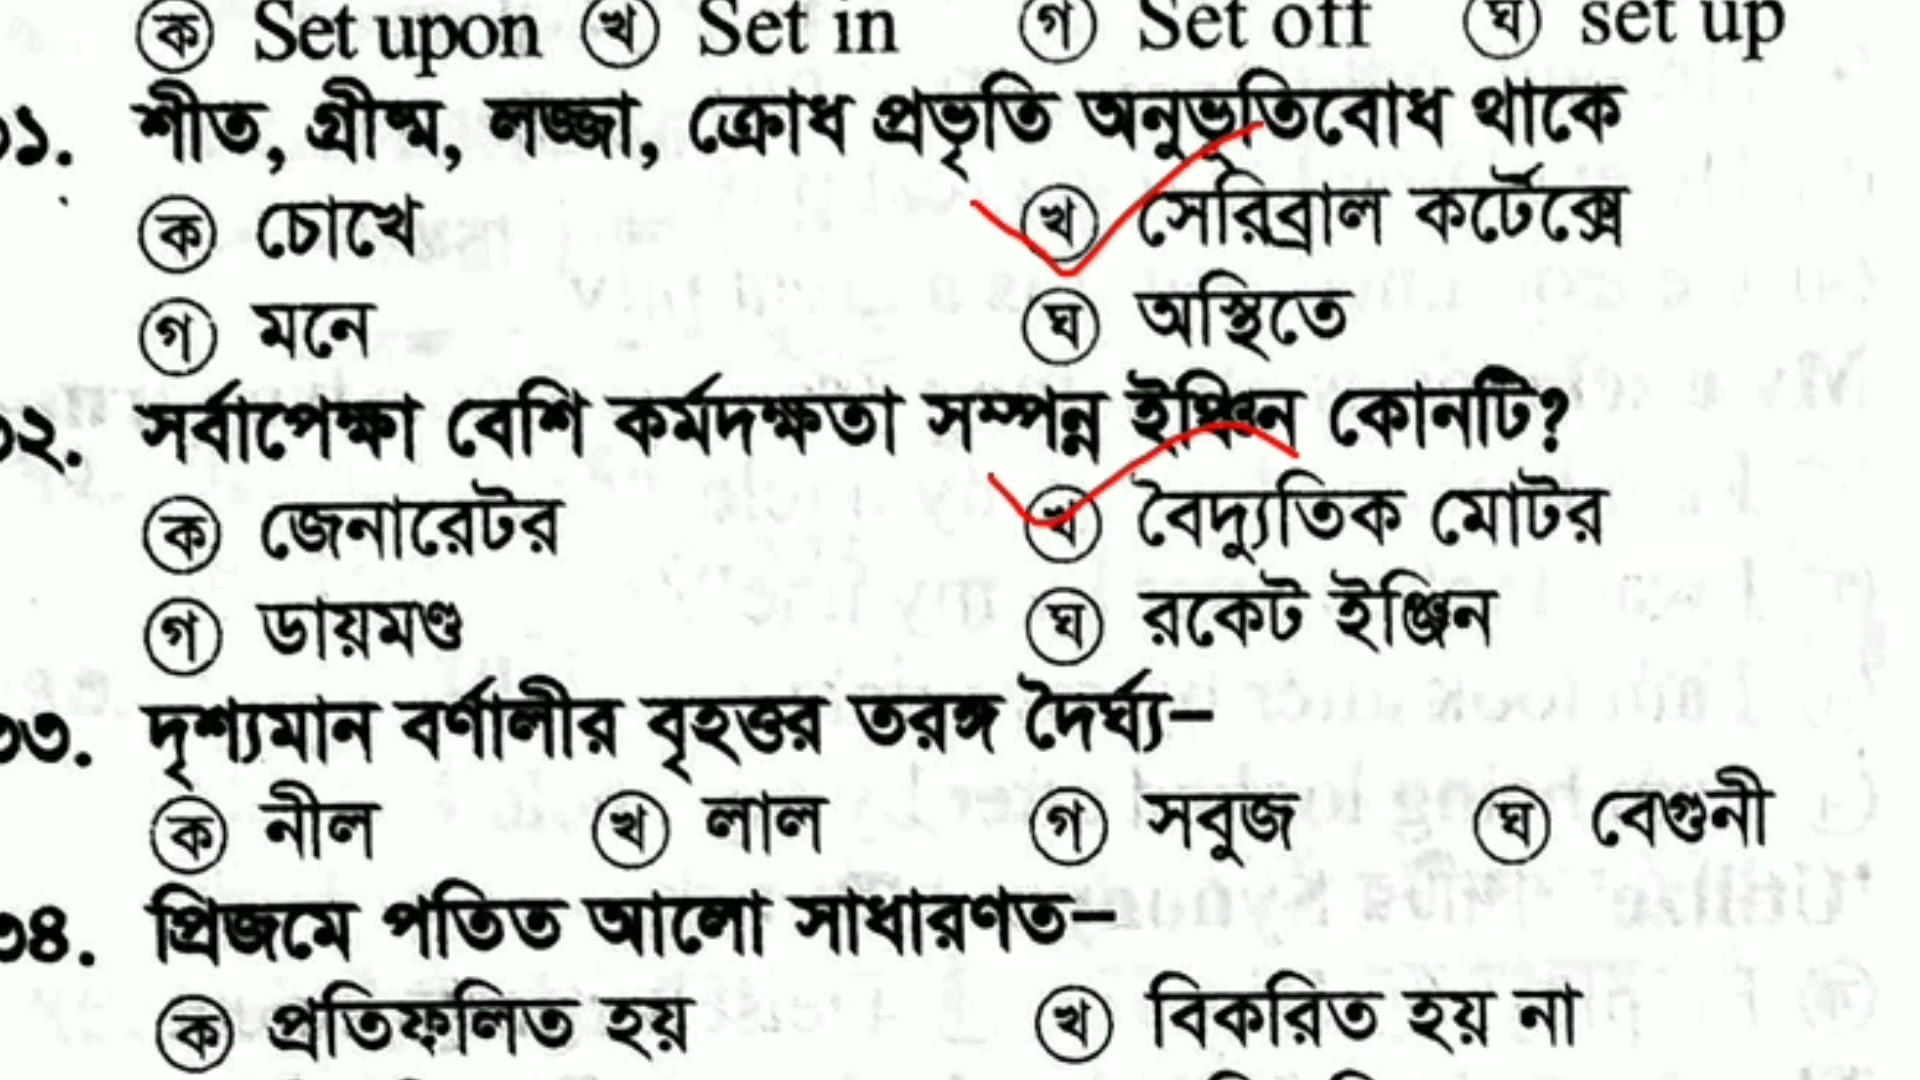 ক Set upon খ Set in গ Set off ঘ set up
১. শীত, গ্রীষ্ম, লজ্জা, ক্রোধ প্রভৃতি অনুভূতিবোধ থাকে
ক চোখে খ সেরিব্রাল কর্টেক্সে
গ মনে ঘ অস্থিতে
২. সর্বাপেক্ষা বেশি কর্মদক্ষতা সম্পন্ন ইঞ্চিন কোনটি?
ক জেনারেটর খ বৈদ্যুতিক মোটর
গ ডায়মণ্ড ঘ রকেট ইঞ্জিন
৩৩. দৃশ্যমান বর্ণালীর বৃহত্তর তরঙ্গ দৈর্ঘ্য–
ক নীল খ লাল গ সবুজ ঘ বেগুনী
৩৪. প্রিজমে পতিত আলো সাধারণত–
ক প্রতিফলিত হয় খ বিকরিত হয় না